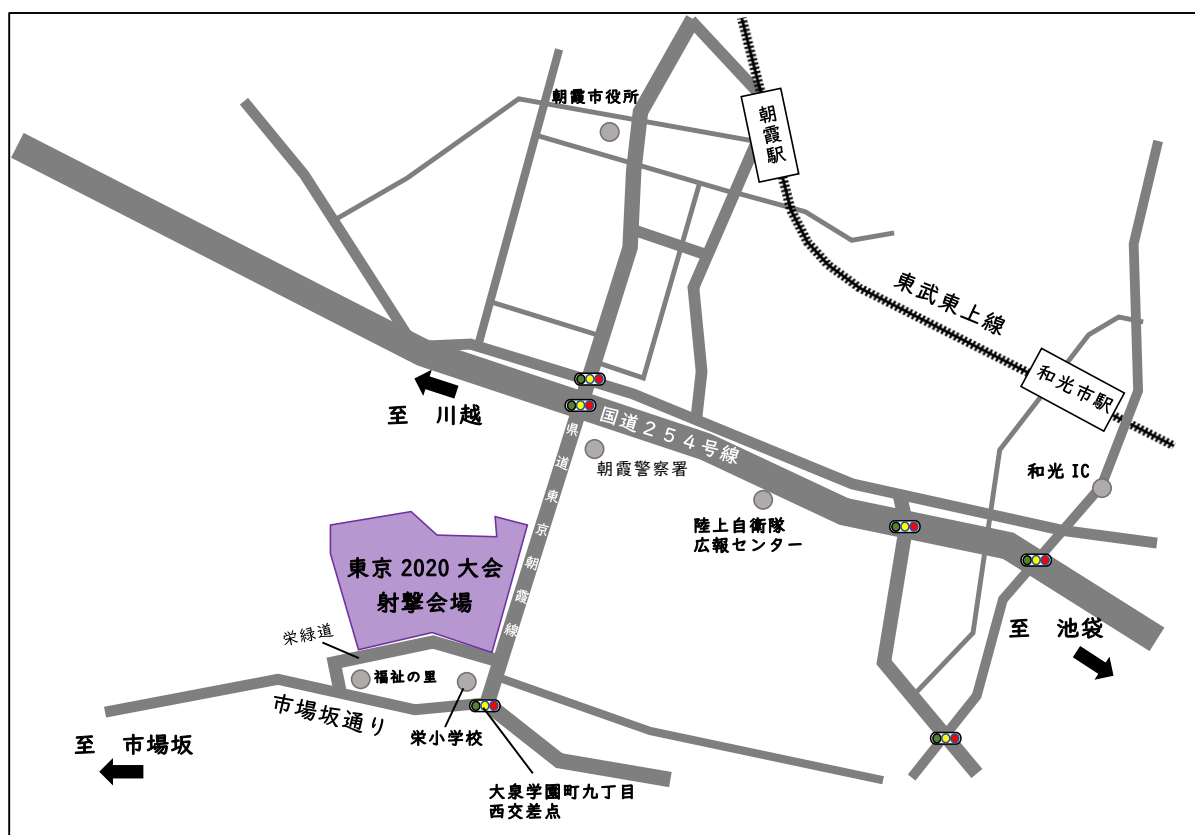 朝霞市役所
朝霞駅
東武東上線
和光市駅
至 川越
国道254号線
県道東京朝霞線
朝霞警察署
和光 IC
陸上自衛隊
広報センター
東京 2020 大会
射撃会場
至 池袋
栄緑道
福祉の里
市場坂通り
栄小学校
至 市場坂
大泉学園町九丁目
西交差点